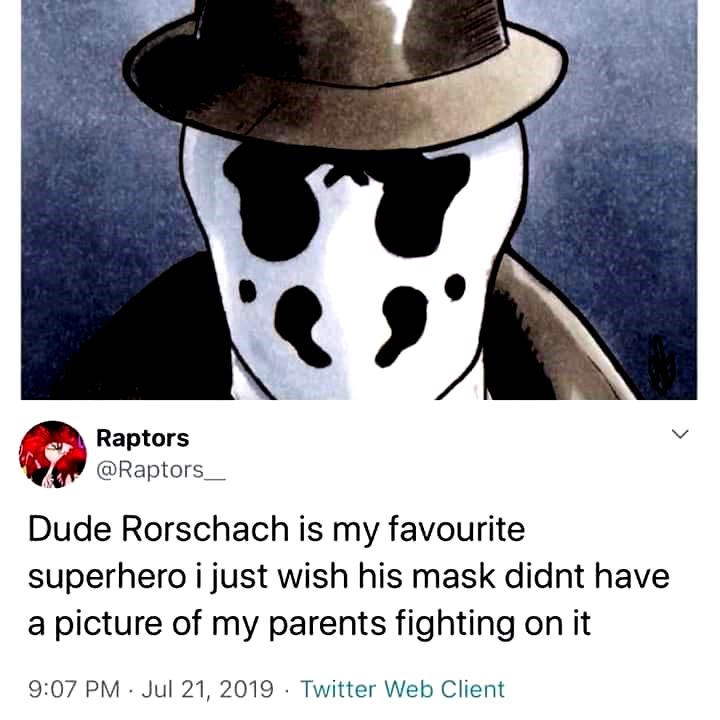 Raptors
@Raptors__
Dude Rorschach is my favourite
superhero i just wish his mask didnt have
a picture of my parents fighting on it
9:07 PM · Jul 21, 2019 · Twitter Web Client